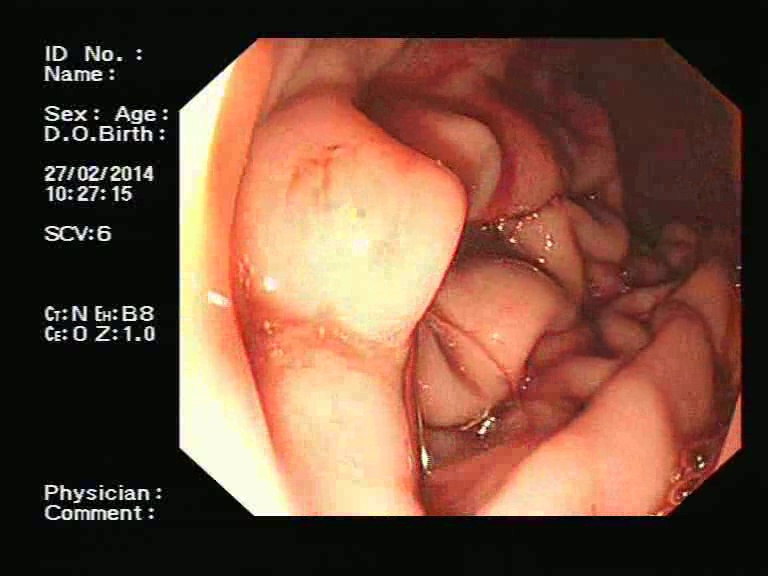 ID No. :
Name:
Sex: Age:
D.O.Birth:
27/02/2014
10:27:15
SCV:6
CT:N EH:B8
CE:0 Z:1.0
Physician:
Comment: